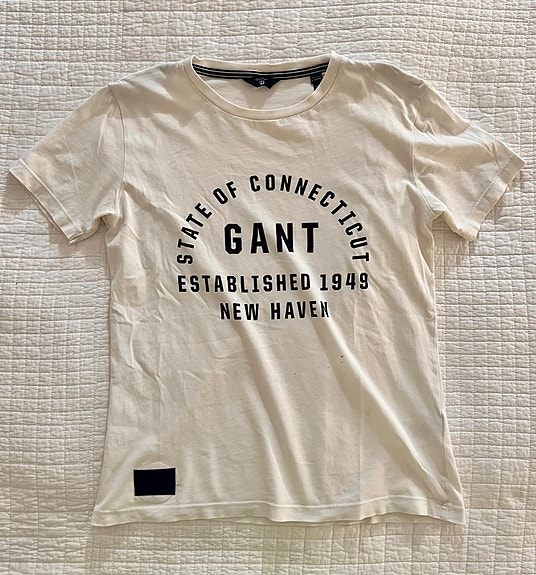 STATE OF CONNECTICUT
GANT
ESTABLISHED 1949
NEW HAVEN